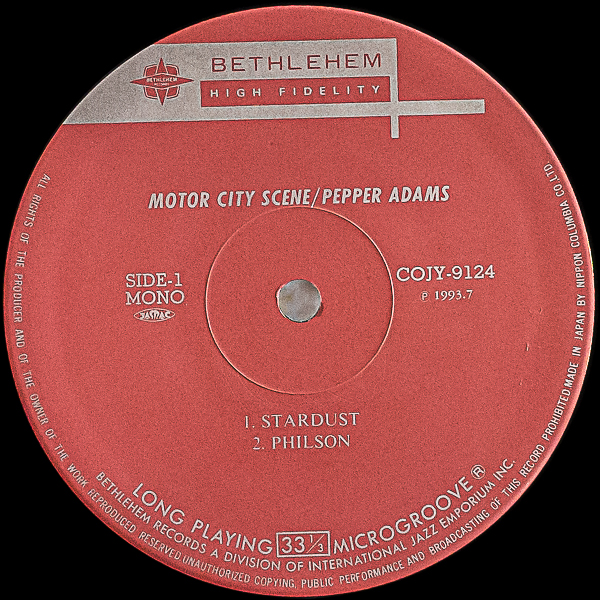 BETHLEHEM
BETHLEHEM
HIGH FIDELITY
MOTOR CITY SCENE/PEPPER ADAMS
SIDE-1
MONO
JASRAC
COJY-9124
℗ 1993.7
1. STARDUST
2. PHILSON
LONG PLAYING 33 1/3 MICROGROOVE ®
BETHLEHEM RECORDS A DIVISION OF INTERNATIONAL JAZZ EMPORIUM INC.
ALL RIGHTS OF THE PRODUCER AND OF THE OWNER OF THE WORK REPRODUCED RESERVED UNAUTHORIZED COPYING, PUBLIC PERFORMANCE AND BROADCASTING OF THIS RECORD PROHIBITED. MADE IN JAPAN BY NIPPON COLUMBIA CO., LTD.